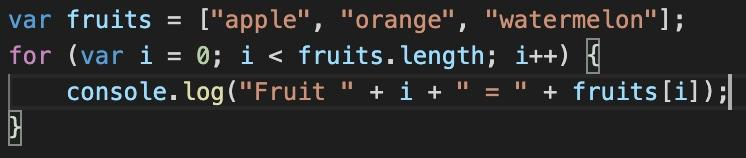 var fruits = ["apple", "orange", "watermelon"];
for (var i = 0; i < fruits.length; i++) {
    console.log("Fruit " + i + " = " + fruits[i]);
}